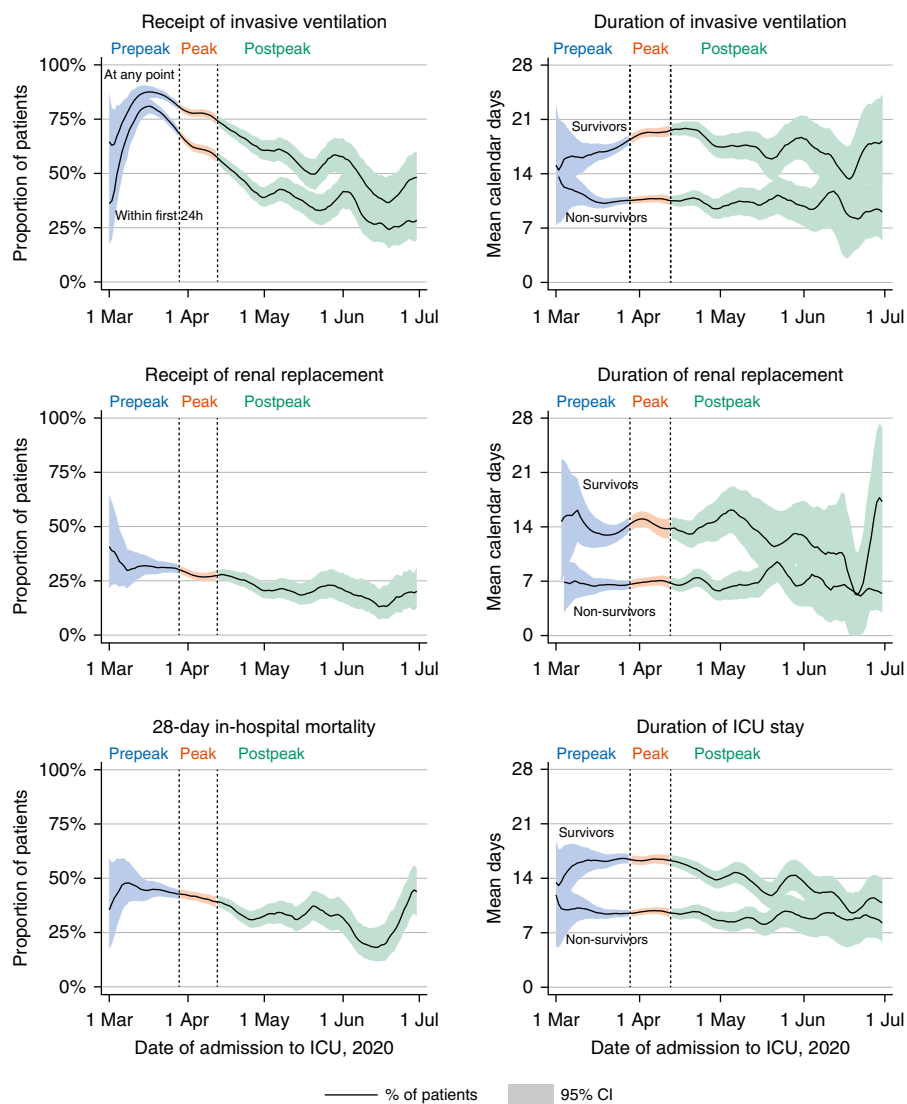 Receipt of invasive ventilation
Prepeak Peak Postpeak
100%
75%
50%
25%
0%
Proportion of patients
At any point
Within first 24h
1 Mar 1 Apr 1 May 1 Jun 1 Jul
Duration of invasive ventilation
Prepeak Peak Postpeak
28
21
14
7
0
Mean calendar days
Survivors
Non-survivors
1 Mar 1 Apr 1 May 1 Jun 1 Jul
Receipt of renal replacement
Prepeak Peak Postpeak
100%
75%
50%
25%
0%
Proportion of patients
1 Mar 1 Apr 1 May 1 Jun 1 Jul
Duration of renal replacement
Prepeak Peak Postpeak
28
21
14
7
0
Mean calendar days
Survivors
Non-survivors
1 Mar 1 Apr 1 May 1 Jun 1 Jul
28-day in-hospital mortality
Prepeak Peak Postpeak
100%
75%
50%
25%
0%
Proportion of patients
1 Mar 1 Apr 1 May 1 Jun 1 Jul
Date of admission to ICU, 2020
Duration of ICU stay
Prepeak Peak Postpeak
28
21
14
7
0
Mean days
Survivors
Non-survivors
1 Mar 1 Apr 1 May 1 Jun 1 Jul
Date of admission to ICU, 2020
% of patients 95% CI